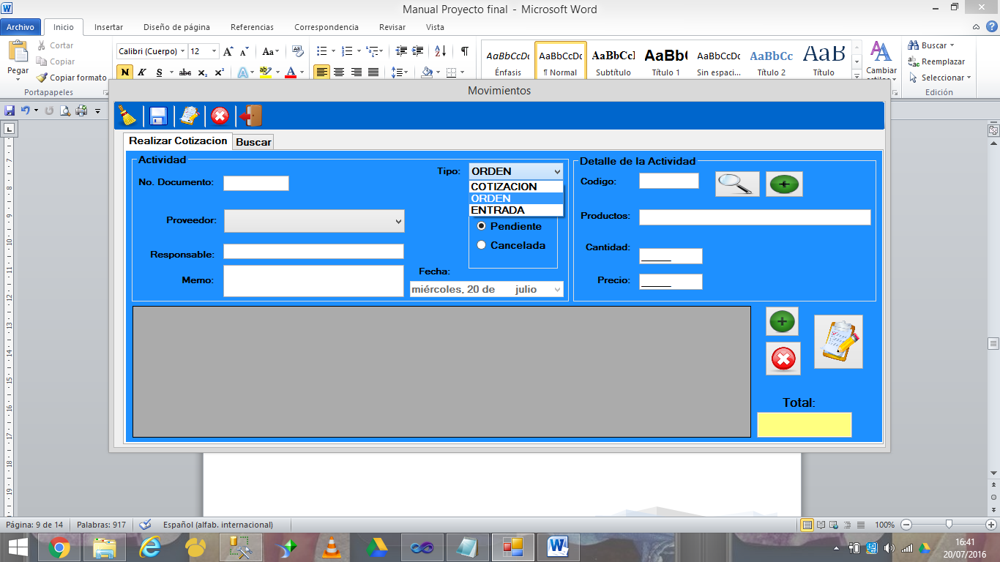 Manual Proyecto final - Microsoft Word
Archivo Inicio Insertar Diseño de página Referencias Correspondencia Revisar Vista
Pegar
Cortar
Copiar
Copiar formato
Portapapeles
Calibri (Cuerpo) 12
N K S abc x₂ x²
AaBbCcDc AaBbCcDc AaBbCcI AaBb( AaBbCcDc AaBbCc AaB
Énfasis ¶ Normal Subtítulo Título 1 Sin espaci... Título 2 Título
Cambiar
Buscar
Reemplazar
Seleccionar
Edición
Movimientos
Realizar Cotizacion Buscar
Actividad
No. Documento:
Tipo: ORDEN
COTIZACION
ORDEN
ENTRADA
Proveedor:
Pendiente
Cancelada
Responsable:
Memo:
Fecha:
miércoles, 20 de julio
Detalle de la Actividad
Codigo:
Productos:
Cantidad:
Precio:
Total:
Página: 9 de 14 Palabras: 917 Español (alfab. internacional) 100%
16:41
20/07/2016